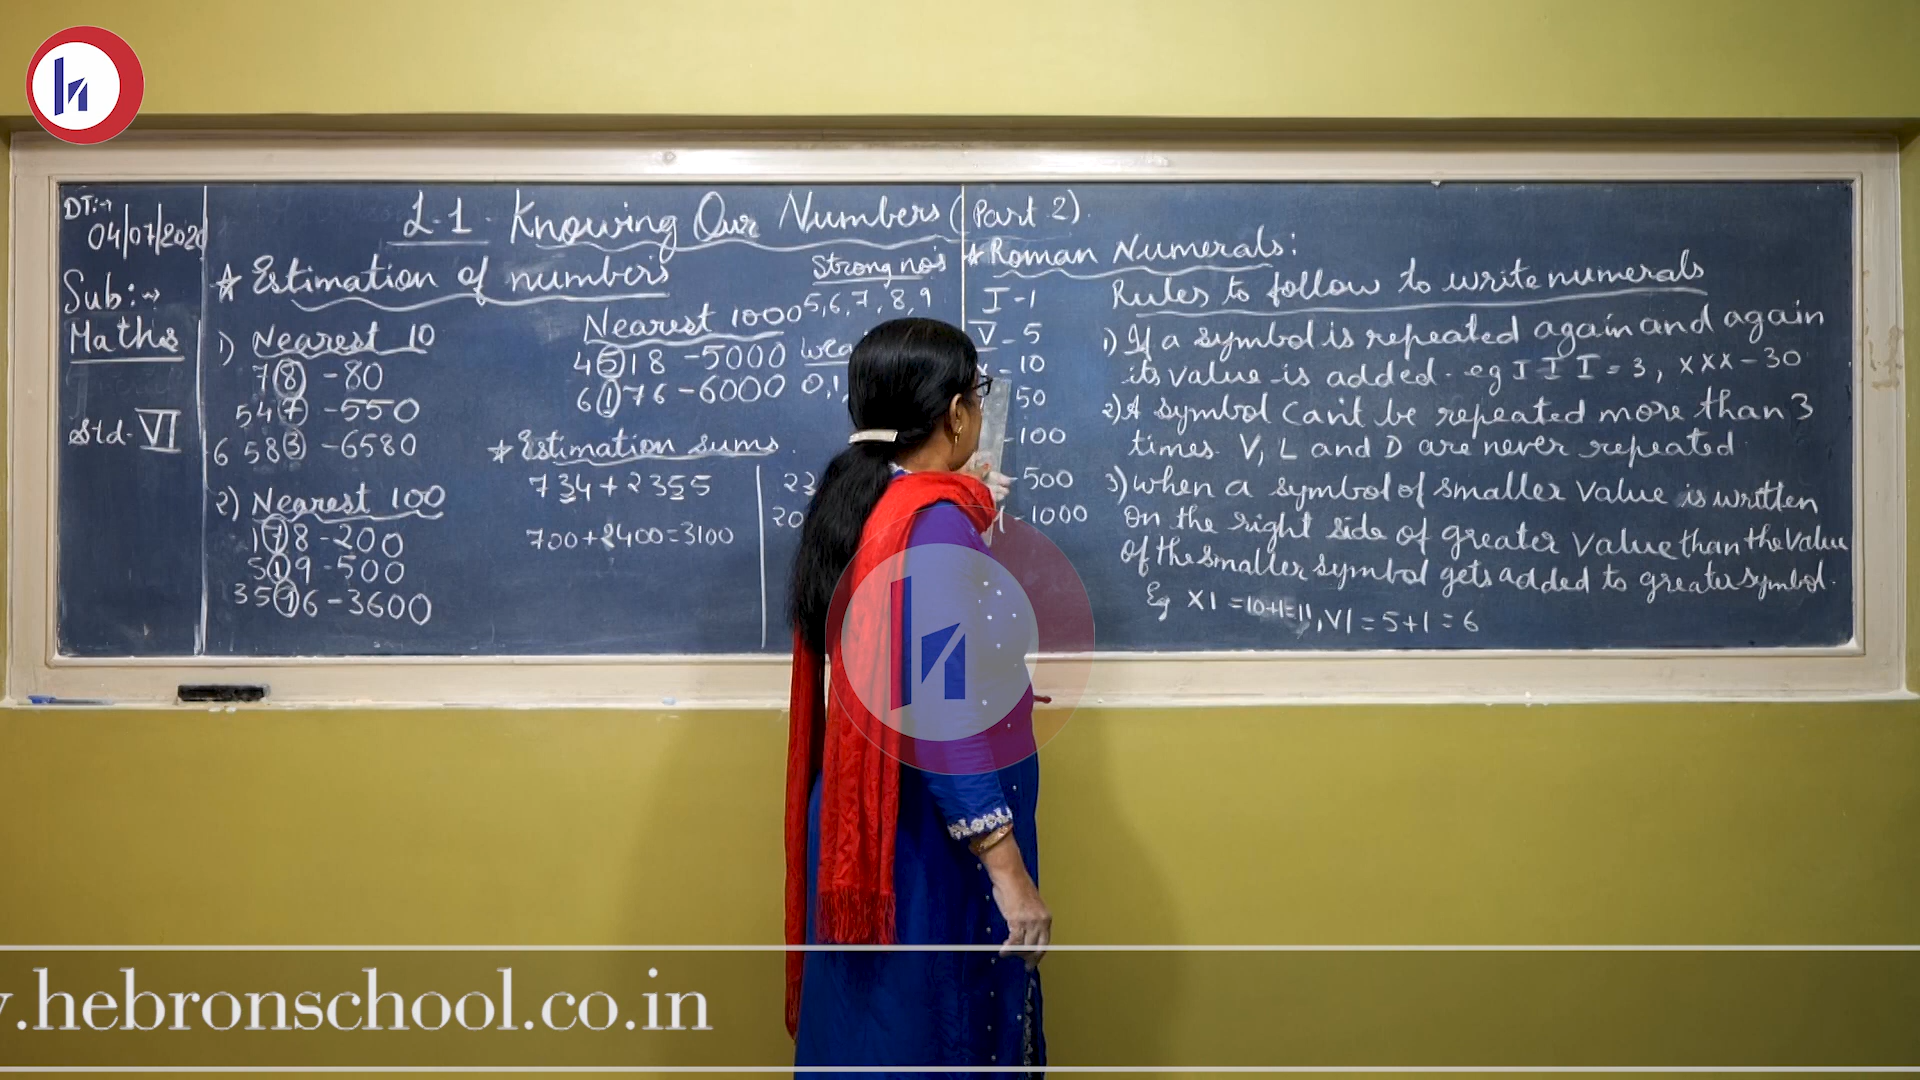 DT:→
04/07/2020
Sub:→
Maths
Std- VI
L-1. Knowing Our Numbers (Part 2).
★ Estimation of numbers
1) Nearest 10
78 - 80
547 - 550
6583 - 6580
2) Nearest 100
178 - 200
519 - 500
3596 - 3600
Strong no's
5,6,7,8,9
Nearest 1000
4518 - 5000
6176 - 6000
0,1,
★ Estimation sums.
734 + 2355
700 + 2400 = 3100
23
20
★ Roman Numerals:
I - 1
V - 5
X - 10
50
- 100
- 500
- 1000
Rules to follow to write numerals
1) If a symbol is repeated again and again
its value is added. eg I I I = 3, XXX - 30
2) A symbol can't be repeated more than 3
times. V, L and D are never repeated
3) when a symbol of smaller value is written
on the right side of greater value than the value
of the smaller symbol gets added to greater symbol.
Eg XI = 10+1=11, VI = 5+1 = 6
.hebronschool.co.in